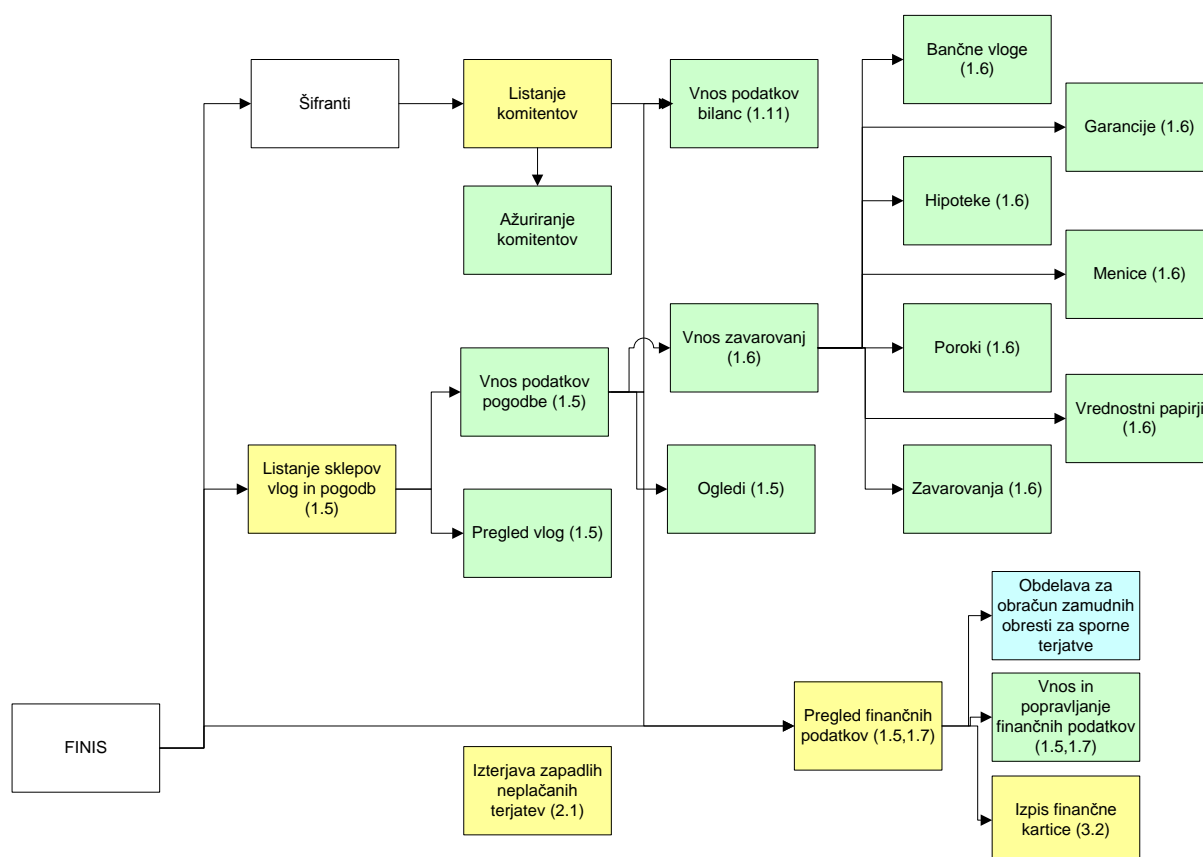 Bančne vloge
(1.6)
Šifranti
Listanje
komitentov
Vnos podatkov
bilanc (1.11)
Garancije (1.6)
Hipoteke (1.6)
Ažuriranje
komitentov
Menice (1.6)
Vnos zavarovanj
(1.6)
Poroki (1.6)
Vnos podatkov
pogodbe (1.5)
Vrednostni papirji
(1.6)
Listanje sklepov
vlog in pogodb
(1.5)
Ogledi (1.5)
Zavarovanja (1.6)
Pregled vlog (1.5)
Obdelava za
obračun zamudnih
obresti za sporne
terjatve
FINIS
Pregled finančnih
podatkov (1.5,1.7)
Vnos in
popravljanje
finančnih podatkov
(1.5,1.7)
Izterjava zapadlih
neplačanih
terjatev (2.1)
Izpis finančne
kartice (3.2)